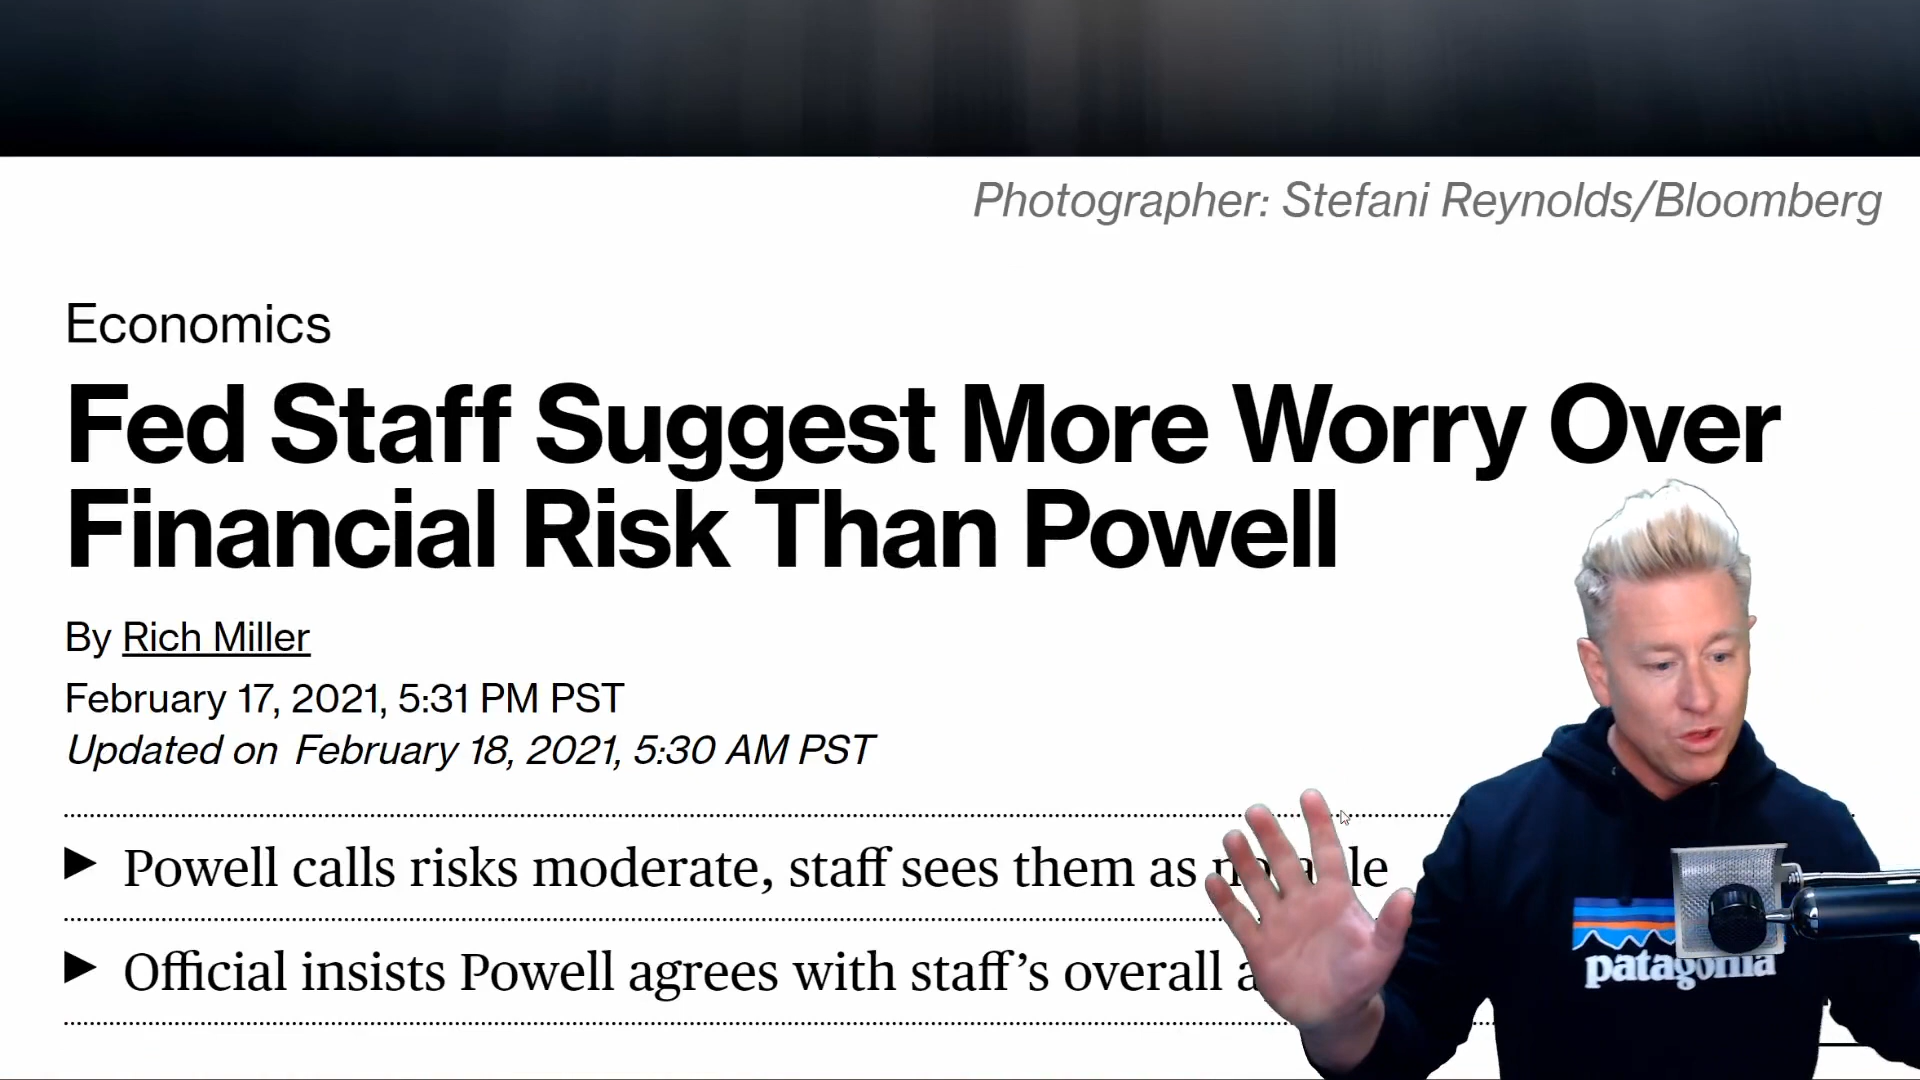 Photographer: Stefani Reynolds/Bloomberg
Economics
Fed Staff Suggest More Worry Over
Financial Risk Than Powell
By Rich Miller
February 17, 2021, 5:31 PM PST
Updated on February 18, 2021, 5:30 AM PST
Powell calls risks moderate, staff sees them as
Official insists Powell agrees with staff's overall
patagonia